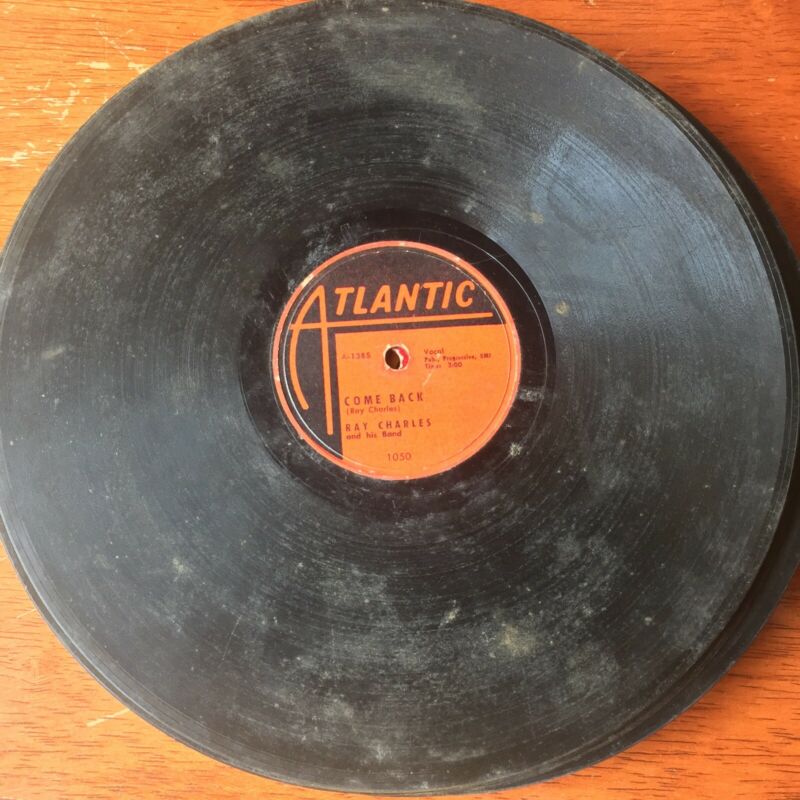 ATLANTIC
A-1385
Vocal
Pub., Progressive, BMI
Time: 3:00
COME BACK
(Ray Charles)
RAY CHARLES
and his Band
1050